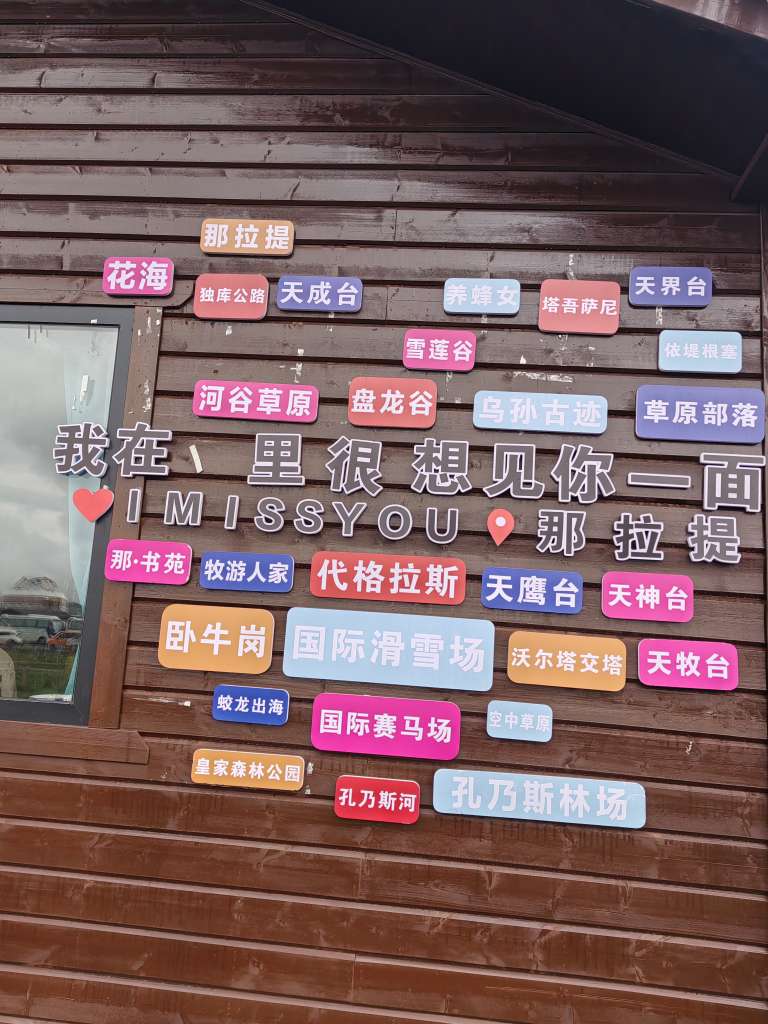 那拉提
花海
独库公路
天成台
养蜂女
塔吾萨尼
天界台
雪莲谷
依堤根塞
河谷草原
盘龙谷
乌孙古迹
草原部落
我在 里很想见你一面
IMISSYOU 那拉提
那·书苑
牧游人家
代格拉斯
天鹰台
天神台
卧牛岗
国际滑雪场
沃尔塔交塔
天牧台
蛟龙出海
国际赛马场
空中草原
皇家森林公园
孔乃斯河
孔乃斯林场